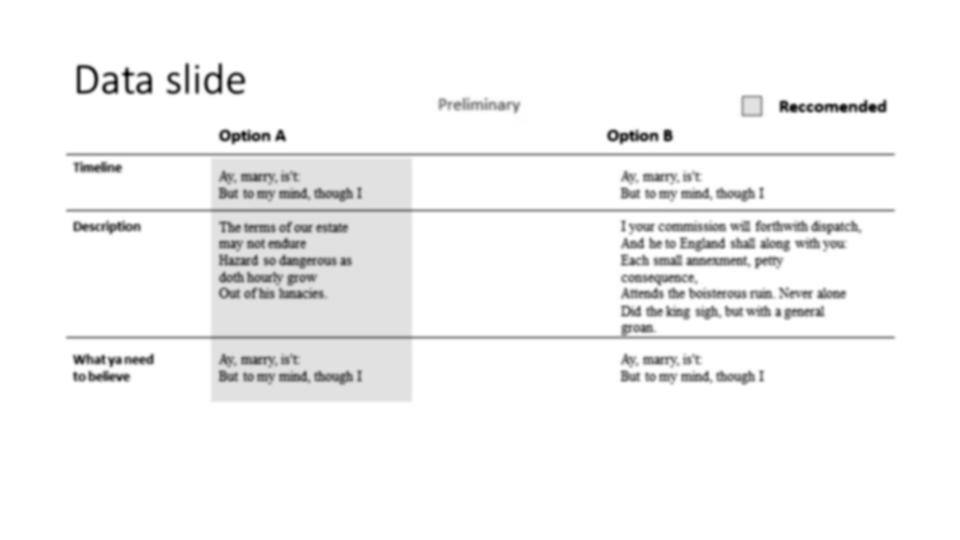 Data slide
Preliminary
Reccomended
Option A
Option B
Timeline
Ay, marry, is't:
But to my mind, though I
Ay, marry, is't:
But to my mind, though I
Description
The terms of our estate
may not endure
Hazard so dangerous as
doth hourly grow
Out of his lunacies.
I your commission will forthwith dispatch,
And he to England shall along with you:
Each small annexment, petty
consequence,
Attends the boisterous ruin. Never alone
Did the king sigh, but with a general
groan.
What ya need
to believe
Ay, marry, is't:
But to my mind, though I
Ay, marry, is't:
But to my mind, though I